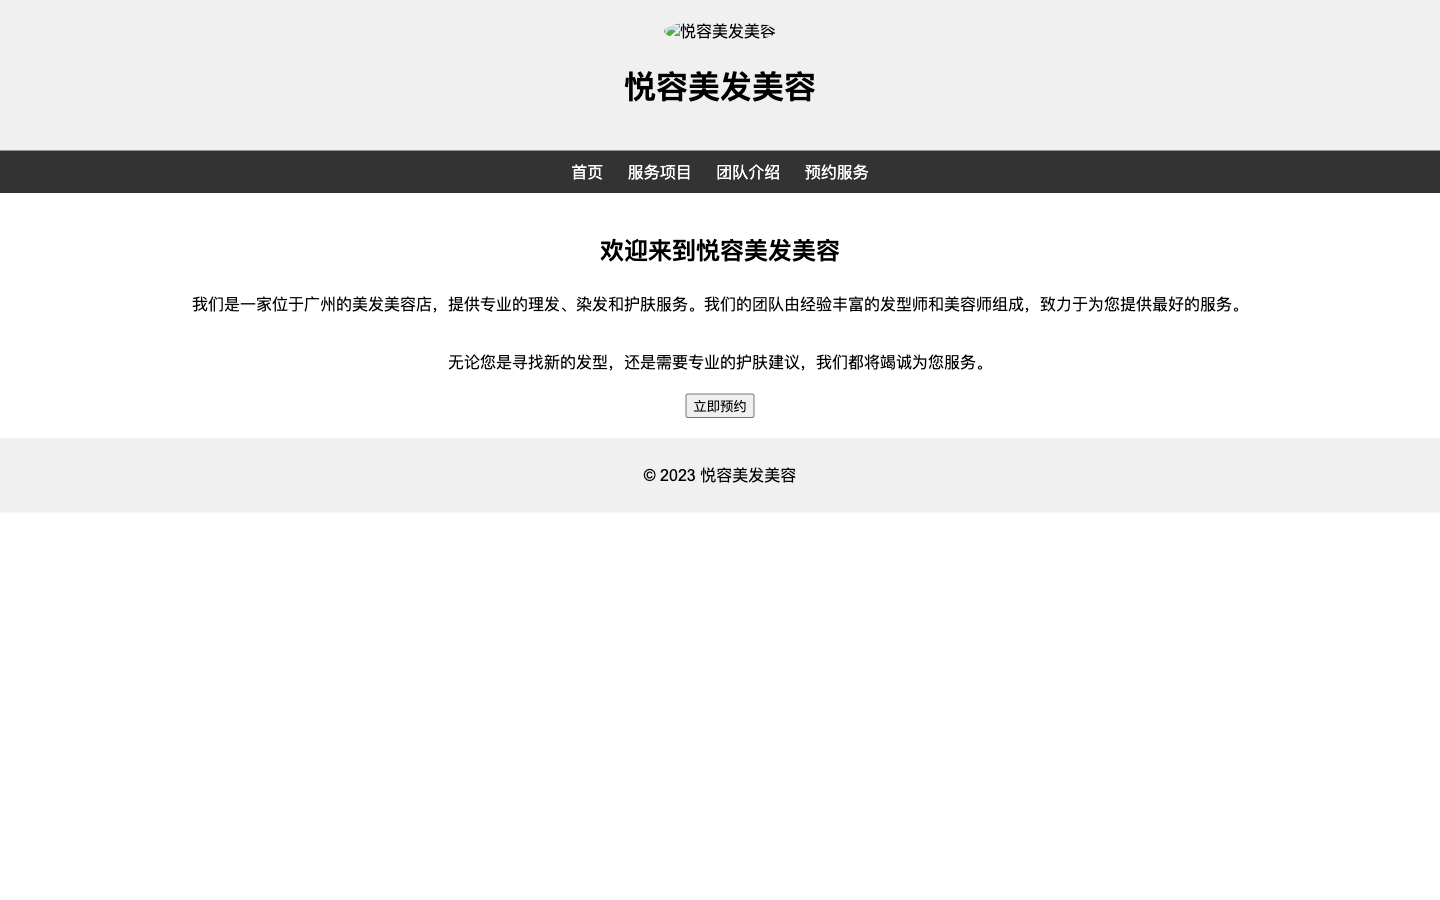 悦容美发美容
悦容美发美容
首页 服务项目 团队介绍 预约服务
欢迎来到悦容美发美容
我们是一家位于广州的美发美容店，提供专业的理发、染发和护肤服务。我们的团队由经验丰富的发型师和美容师组成，致力于为您提供最好的服务。
无论您是寻找新的发型，还是需要专业的护肤建议，我们都将竭诚为您服务。
立即预约
© 2023 悦容美发美容